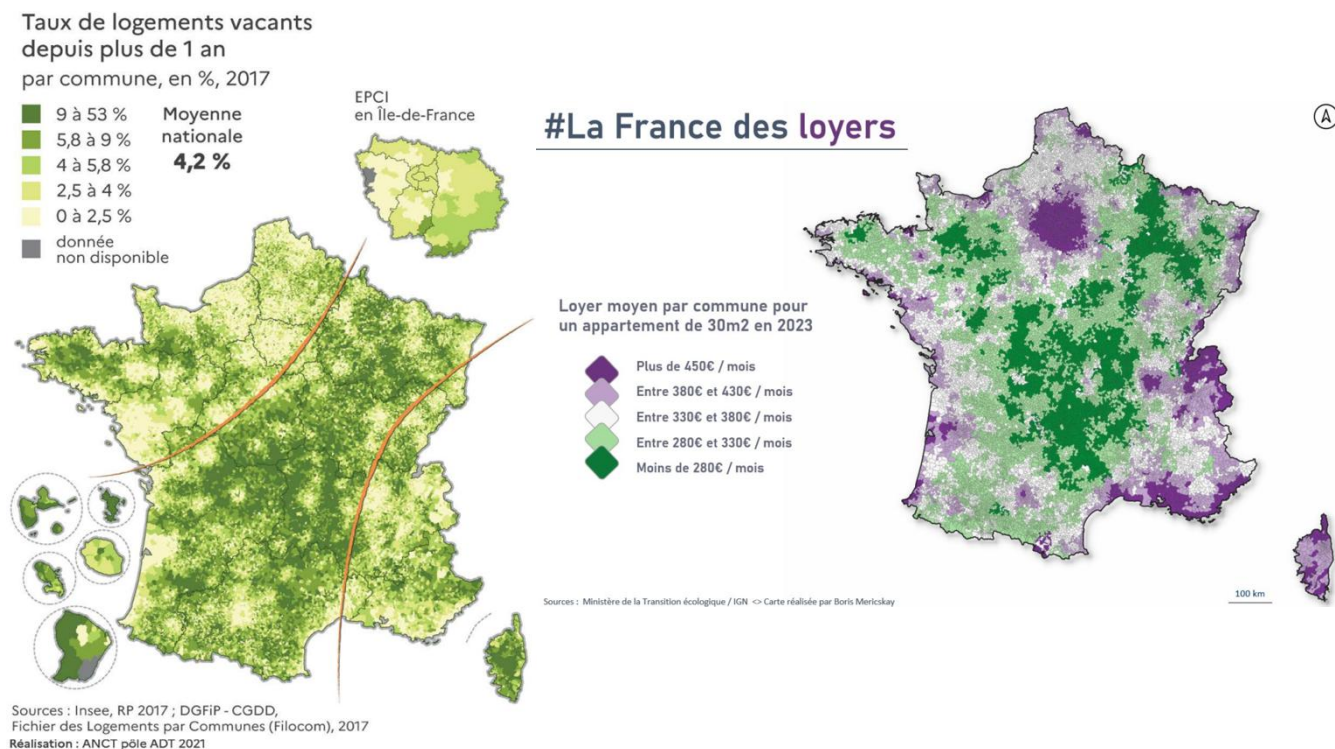 Taux de logements vacants
depuis plus de 1 an
par commune, en %, 2017
9 à 53 %
5,8 à 9 %
4 à 5,8 %
2,5 à 4 %
0 à 2,5 %
donnée
non disponible
Moyenne
nationale
4,2 %
EPCI
en Île-de-France
Sources : Insee, RP 2017 ; DGFiP - CGDD,
Fichier des Logements par Communes (Filocom), 2017
Réalisation : ANCT pôle ADT 2021
#La France des loyers
A
Loyer moyen par commune pour
un appartement de 30m2 en 2023
Plus de 450€ / mois
Entre 380€ et 430€ / mois
Entre 330€ et 380€ / mois
Entre 280€ et 330€ / mois
Moins de 280€ / mois
Sources : Ministère de la Transition écologique / IGN <> Carte réalisée par Boris Mericskay
100 km